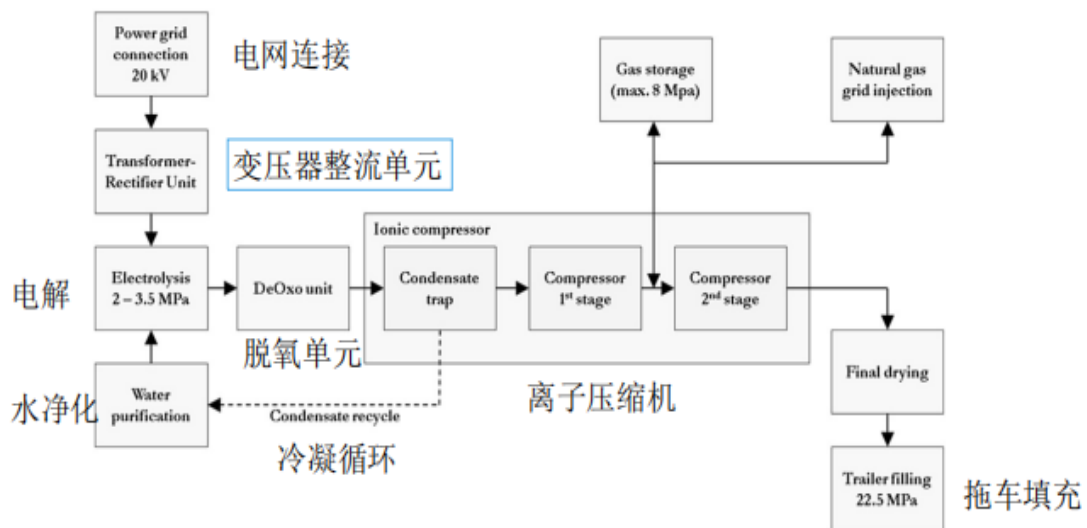 Power grid
connection
20 kV
电网连接
Gas storage
(max. 8 Mpa)
Natural gas
grid injection
Transformer-
Rectifier Unit
变压器整流单元
Ionic compressor
电解
Electrolysis
2 – 3.5 MPa
DeOxo unit
Condensate
trap
Compressor
1st stage
Compressor
2nd stage
脱氧单元
离子压缩机
水净化
Water
purification
Condensate recycle
冷凝循环
Final drying
Trailer filling
22.5 MPa
拖车填充